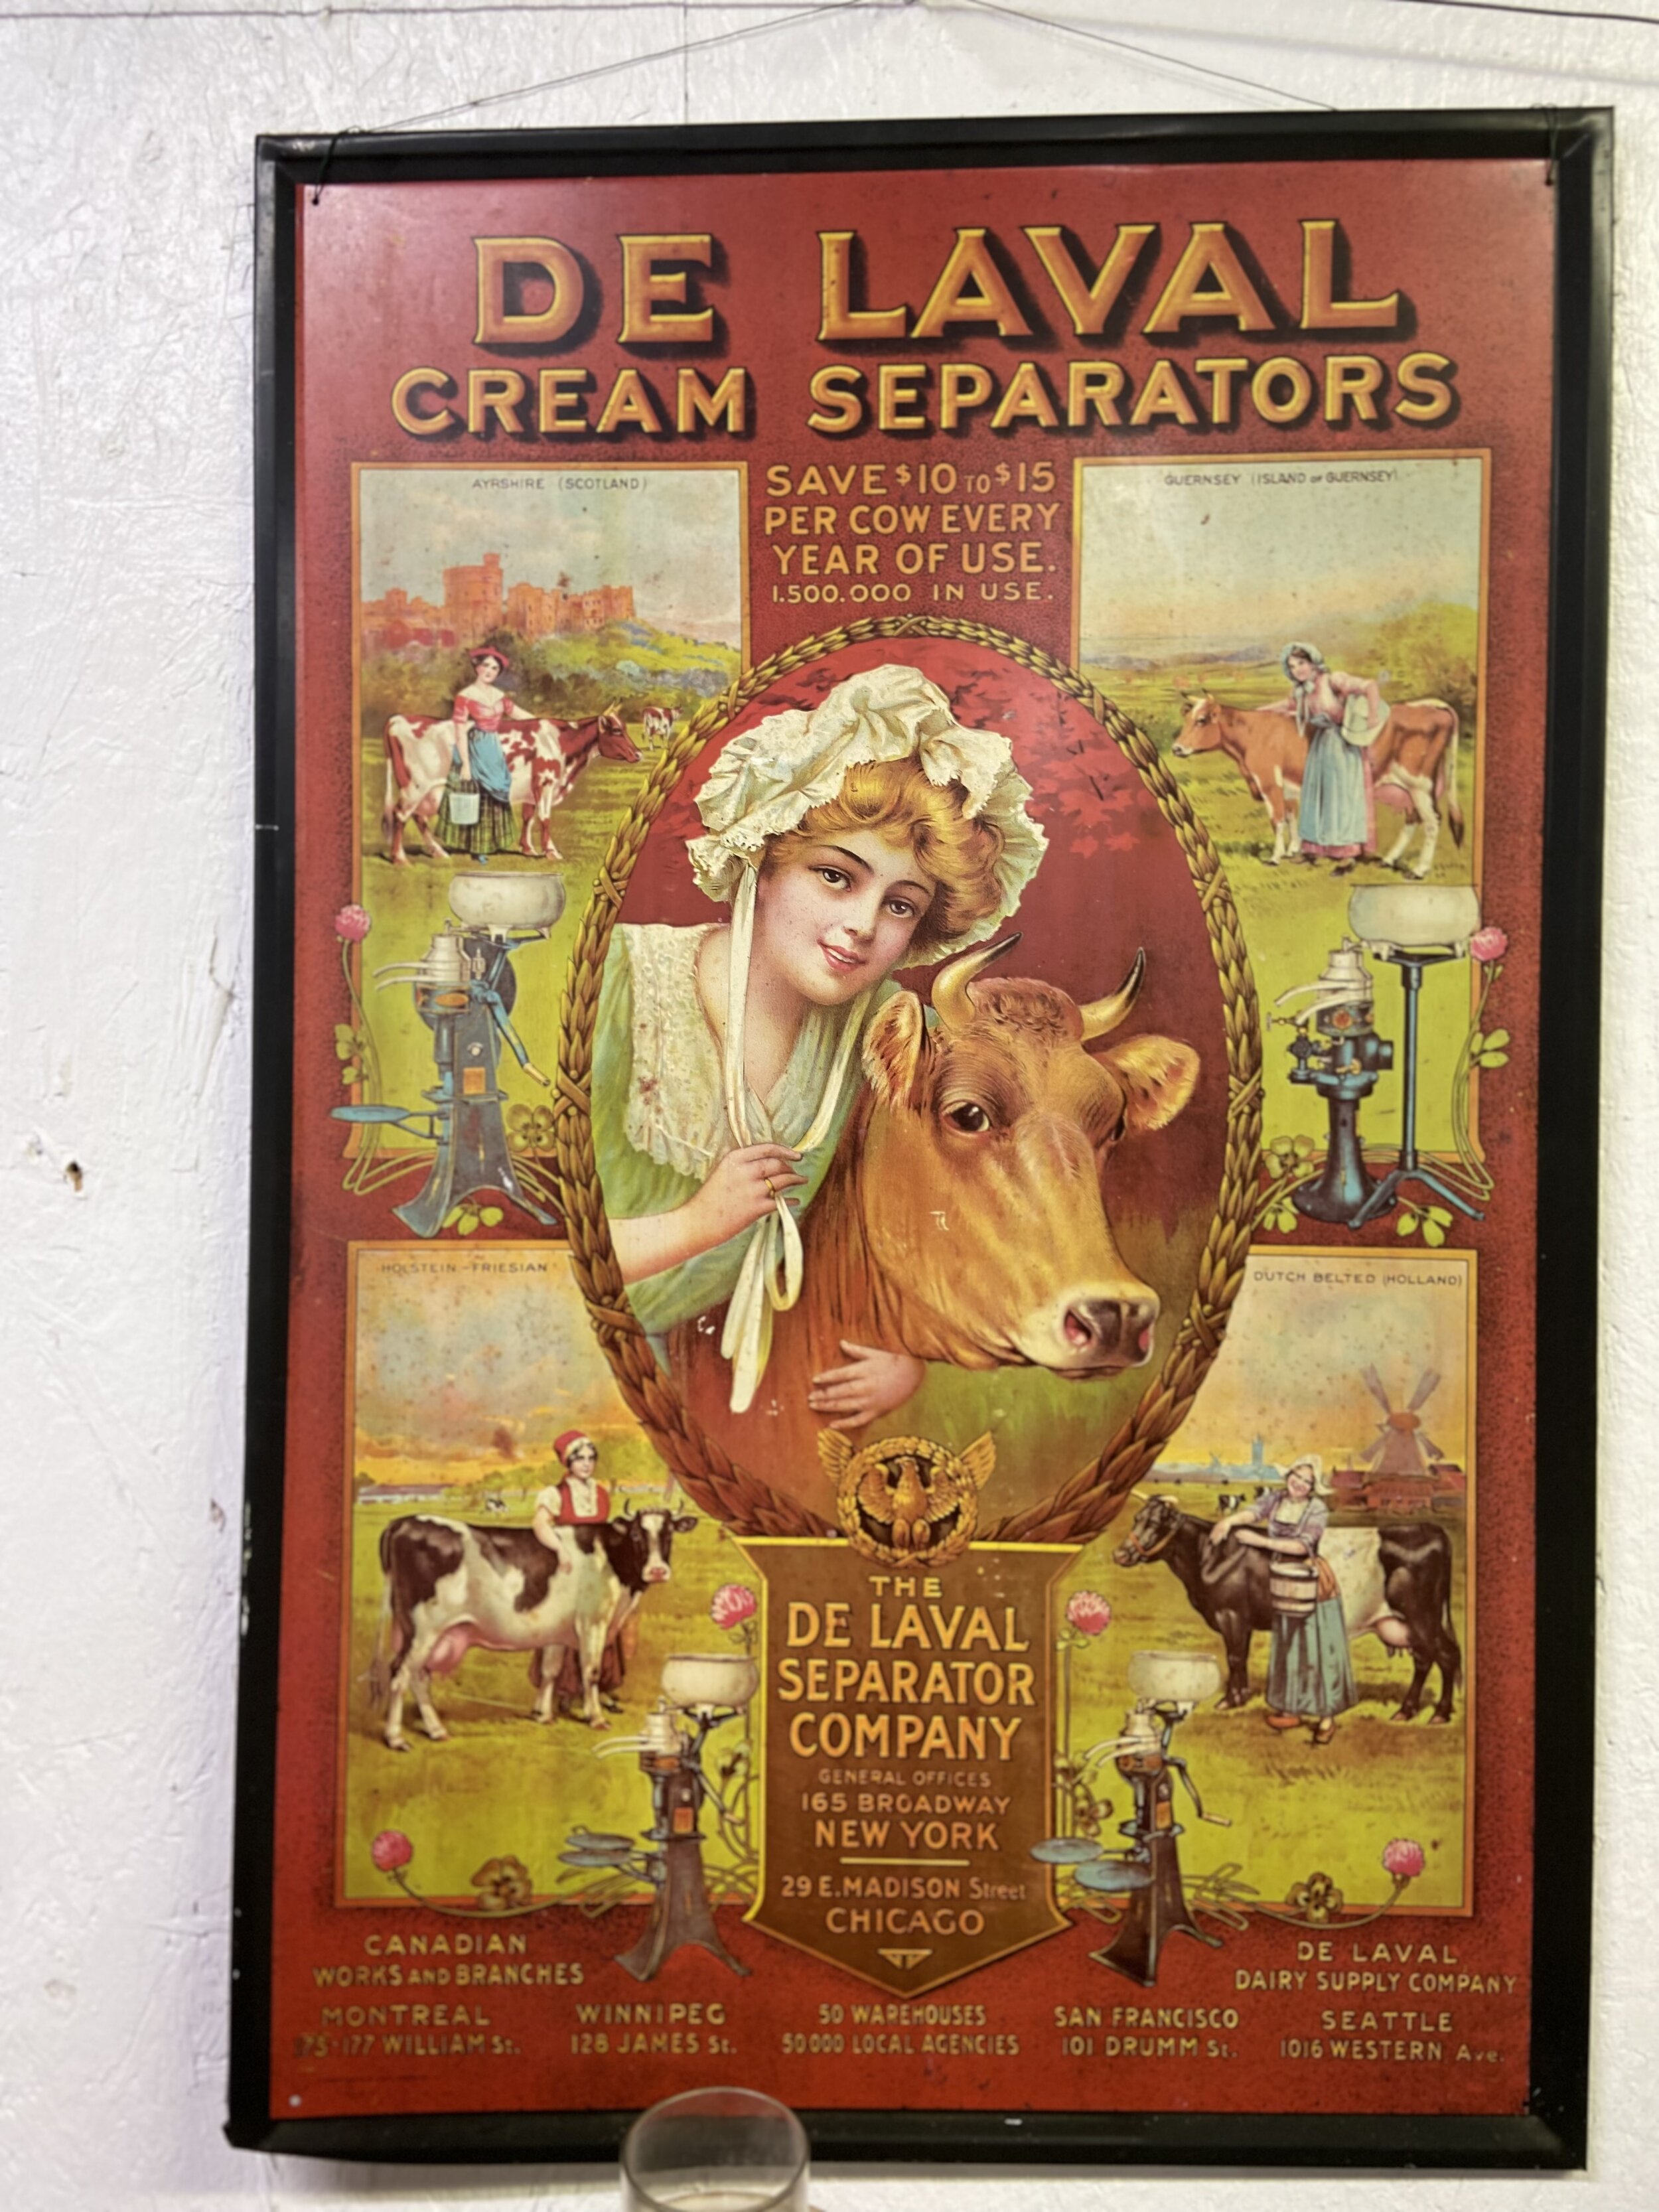 DE LAVAL
CREAM SEPARATORS
AYRSHIRE (SCOTLAND)
SAVE $10 TO $15
PER COW EVERY
YEAR OF USE.
1.500.000 IN USE.
GUERNSEY (ISLAND OF GUERNSEY)
HOLSTEIN-FRIESIAN
DUTCH BELTED (HOLLAND)
THE
DE LAVAL
SEPARATOR
COMPANY
GENERAL OFFICES
165 BROADWAY
NEW YORK
29 E. MADISON Street
CHICAGO
CANADIAN
WORKS AND BRANCHES
MONTREAL
WILLIAM St.
WINNIPEG
128 JAMES St.
50 WAREHOUSES
50000 LOCAL AGENCIES
DE LAVAL
DAIRY SUPPLY COMPANY
SAN FRANCISCO
101 DRUMM St.
SEATTLE
1016 WESTERN Ave.